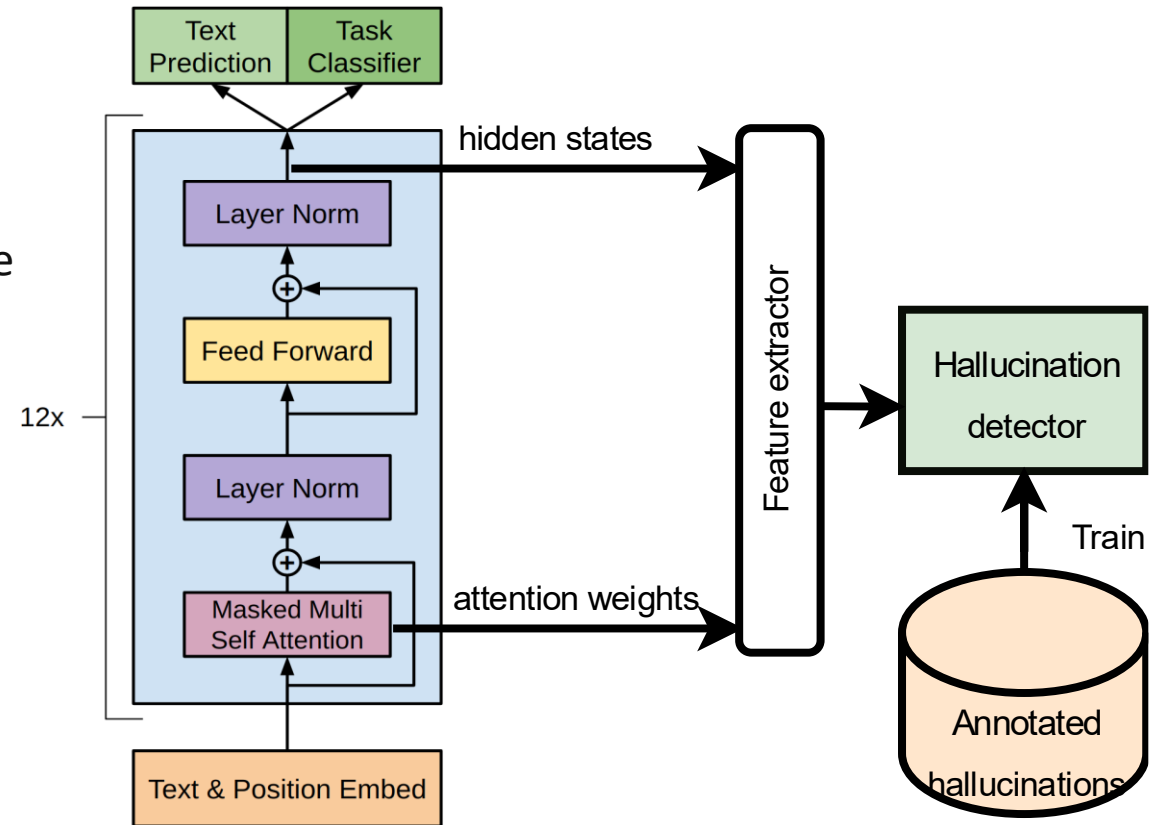 Text
Prediction
Task
Classifier
hidden states
Layer Norm
e
+
Feed Forward
12x
Layer Norm
+
Masked Multi
Self Attention
attention weights
Text & Position Embed
Feature extractor
Hallucination
detector
Train
Annotated
hallucinations